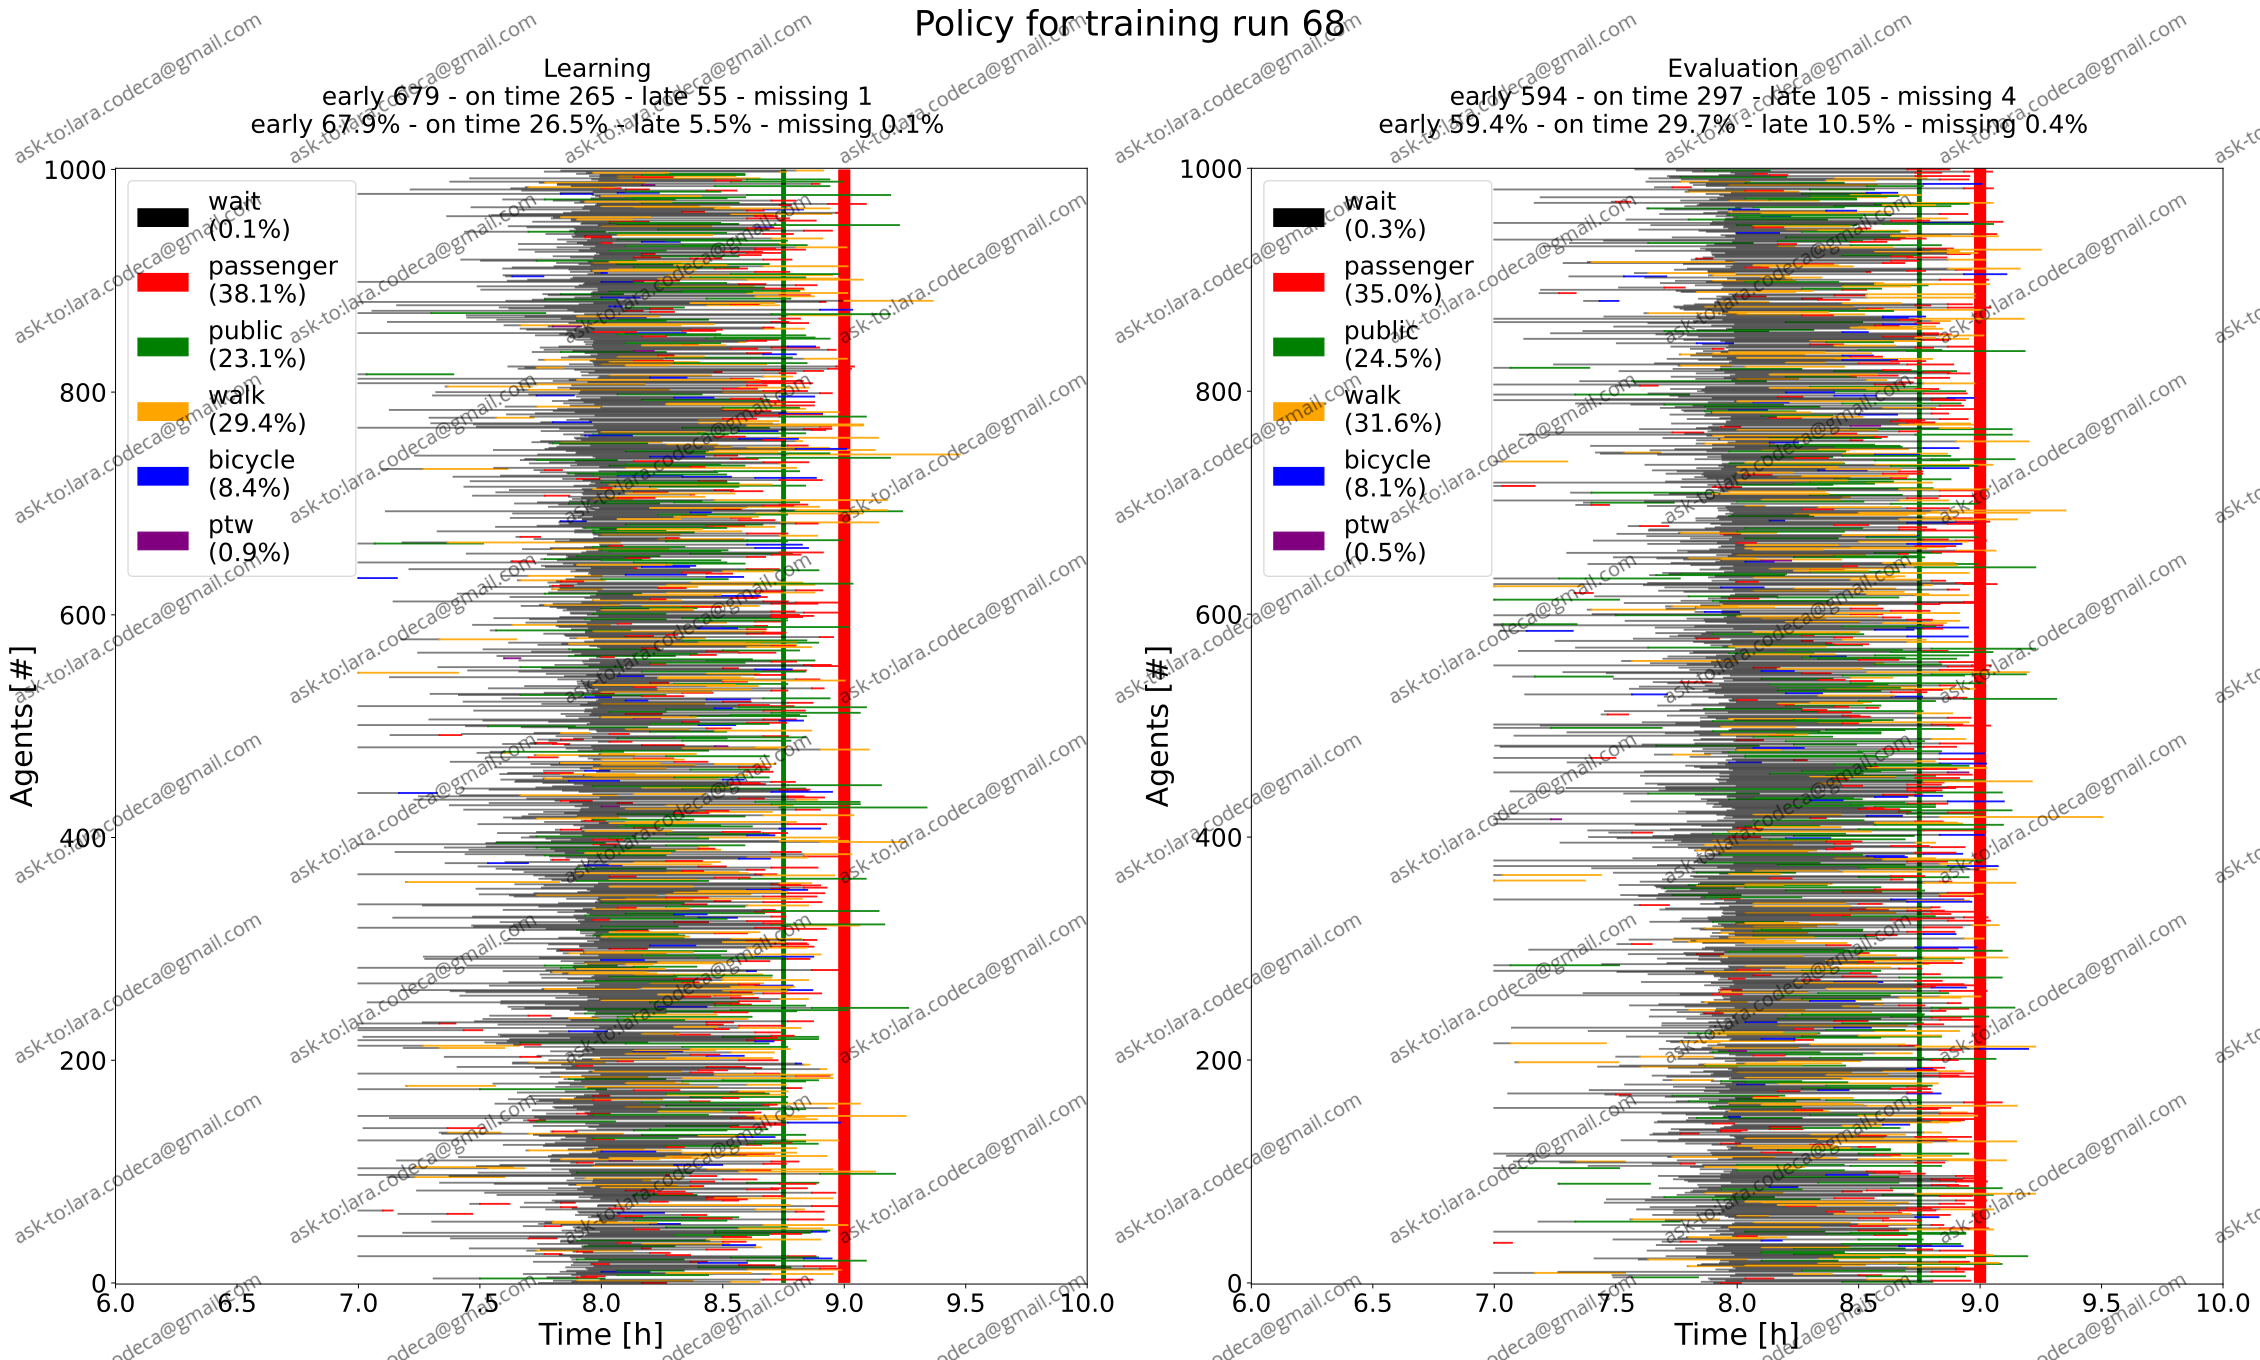 Policy for training run 68
Learning
early 679 - on time 265 - late 55 - missing 1
early 67.9% - on time 26.5% - late 5.5% - missing 0.1%
1000
800
600
400
200
0
Agents [#]
wait
(0.1%)
passenger
(38.1%)
public
(23.1%)
walk
(29.4%)
bicycle
(8.4%)
ptw
(0.9%)
6.0 6.5 7.0 7.5 8.0 8.5 9.0 9.5 10.0
Time [h]
Evaluation
early 594 - on time 297 - late 105 - missing 4
early 59.4% - on time 29.7% - late 10.5% - missing 0.4%
1000
800
600
400
200
0
Agents [#]
wait
(0.3%)
passenger
(35.0%)
public
(24.5%)
walk
(31.6%)
bicycle
(8.1%)
ptw
(0.5%)
6.0 6.5 7.0 7.5 8.0 8.5 9.0 9.5 10.0
Time [h]
ask-to:lara.codeca@gmail.com